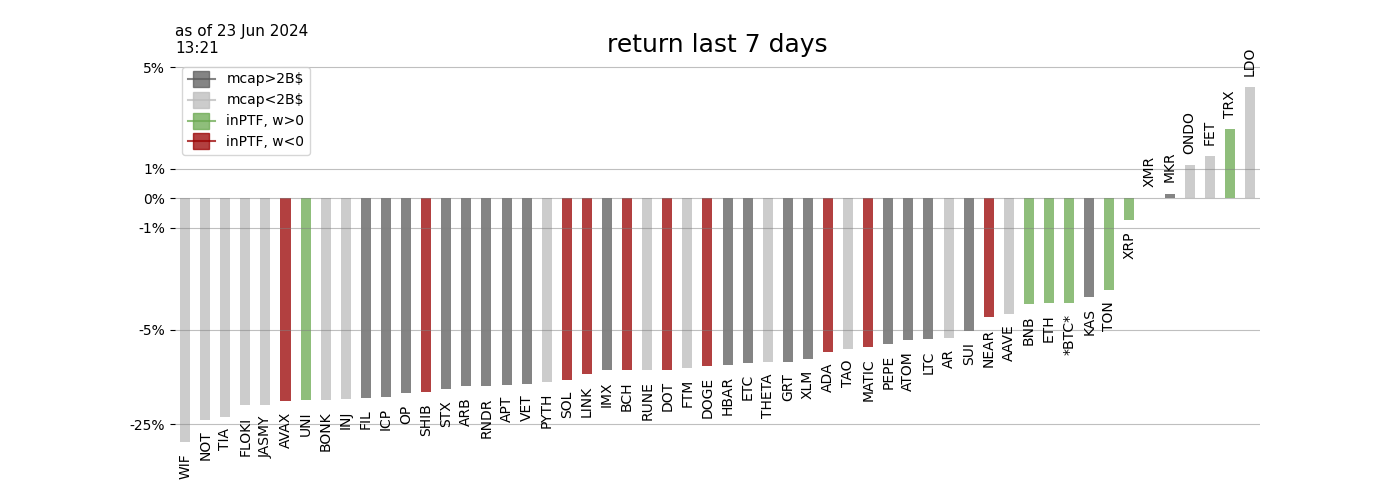 as of 23 Jun 2024
13:21
return last 7 days
mcap>2B$
mcap<2B$
inPTF, w>0
inPTF, w<0
5%
1%
0%
-1%
-5%
-25%
WIF
NOT
TIA
FLOKI
JASMY
AVAX
UNI
BONK
INJ
FIL
ICP
OP
SHIB
STX
ARB
RNDR
APT
VET
PYTH
SOL
LINK
IMX
BCH
RUNE
DOT
FTM
DOGE
HBAR
ETC
THETA
GRT
XLM
ADA
TAO
MATIC
PEPE
ATOM
LTC
AR
SUI
NEAR
AAVE
BNB
ETH
*BTC*
KAS
TON
XRP
XMR
MKR
ONDO
FET
TRX
LDO